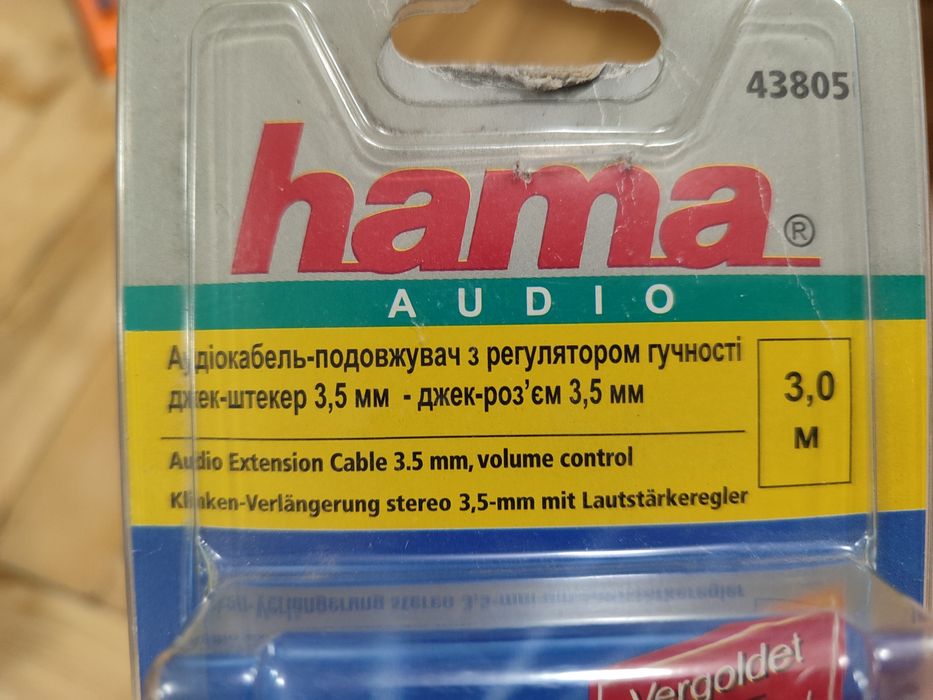 43805
hama®
AUDIO
Аудіокабель-подовжувач з регулятором гучності
джек-штекер 3,5 мм - джек-роз’єм 3,5 мм
3,0
м
Audio Extension Cable 3.5 mm, volume control
Klinken-Verlängerung stereo 3,5-mm mit Lautstärkeregler
Vergoldet